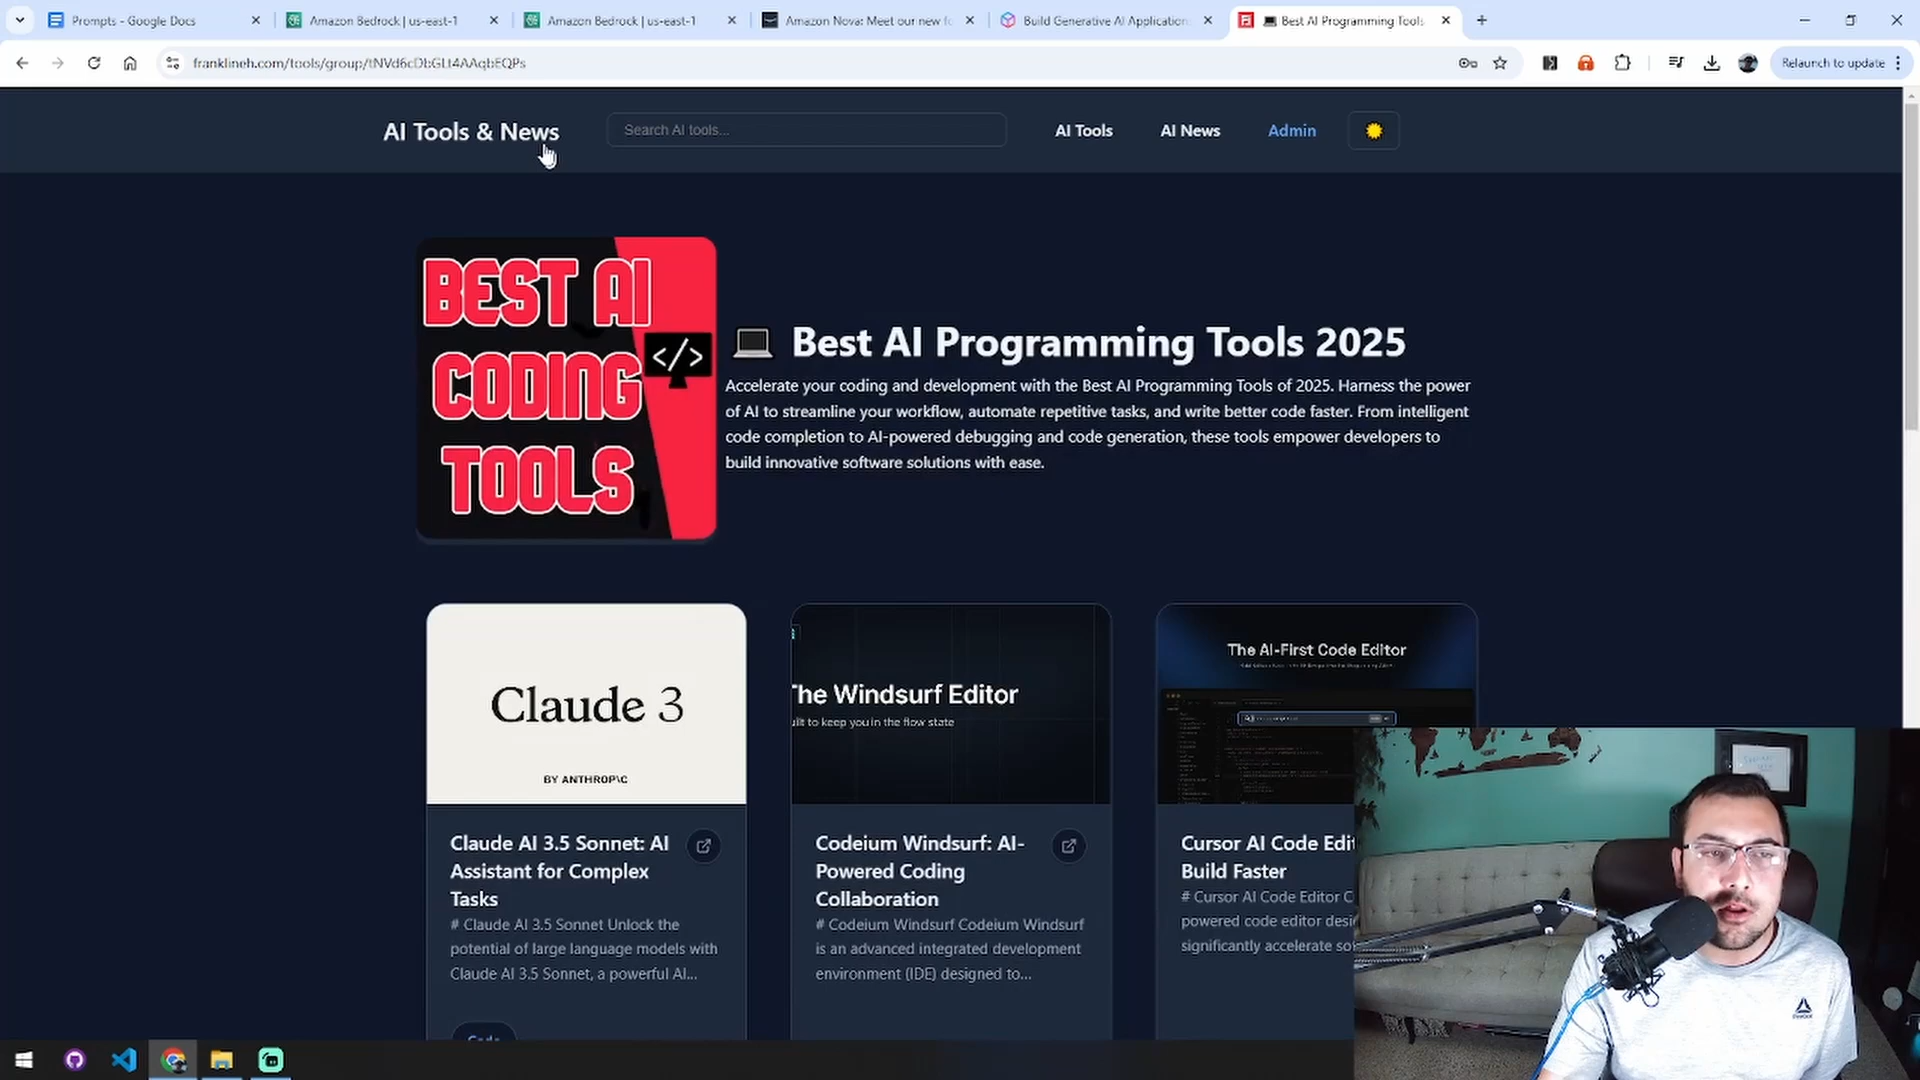 Prompts - Google Docs
Amazon Bedrock | us-east-1
Amazon Bedrock | us-east-1
Amazon Nova: Meet our new fo
Build Generative AI Application
Best AI Programming Tools
franklineh.com/tools/group/tNVd6cDbGLt4AAqbEQPs
Relaunch to update
AI Tools & News
Search AI tools...
AI Tools
AI News
Admin
BEST AI
CODING
TOOLS
</>
Best AI Programming Tools 2025
Accelerate your coding and development with the Best AI Programming Tools of 2025. Harness the power
of AI to streamline your workflow, automate repetitive tasks, and write better code faster. From intelligent
code completion to AI-powered debugging and code generation, these tools empower developers to
build innovative software solutions with ease.
Claude 3
BY ANTHROP\C
Claude AI 3.5 Sonnet: AI
Assistant for Complex
Tasks
# Claude AI 3.5 Sonnet Unlock the
potential of large language models with
Claude AI 3.5 Sonnet, a powerful AI...
Code
The Windsurf Editor
uilt to keep you in the flow state
Codeium Windsurf: AI-
Powered Coding
Collaboration
# Codeium Windsurf Codeium Windsurf
is an advanced integrated development
environment (IDE) designed to...
The AI-First Code Editor
Cursor AI Code Edit
Build Faster
# Cursor AI Code Editor C
powered code editor desi
significantly accelerate so